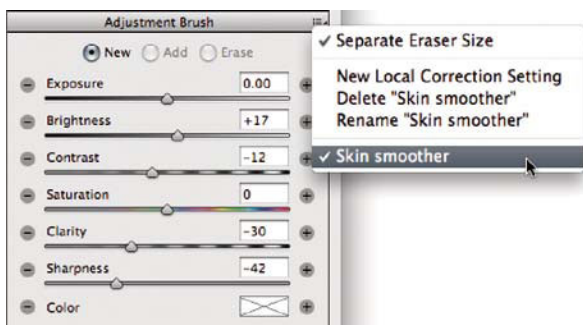 Adjustment Brush
New Add Erase
Exposure 0.00
Brightness +17
Contrast -12
Saturation 0
Clarity -30
Sharpness -42
Color
✓ Separate Eraser Size
New Local Correction Setting
Delete "Skin smoother"
Rename "Skin smoother"
✓ Skin smoother